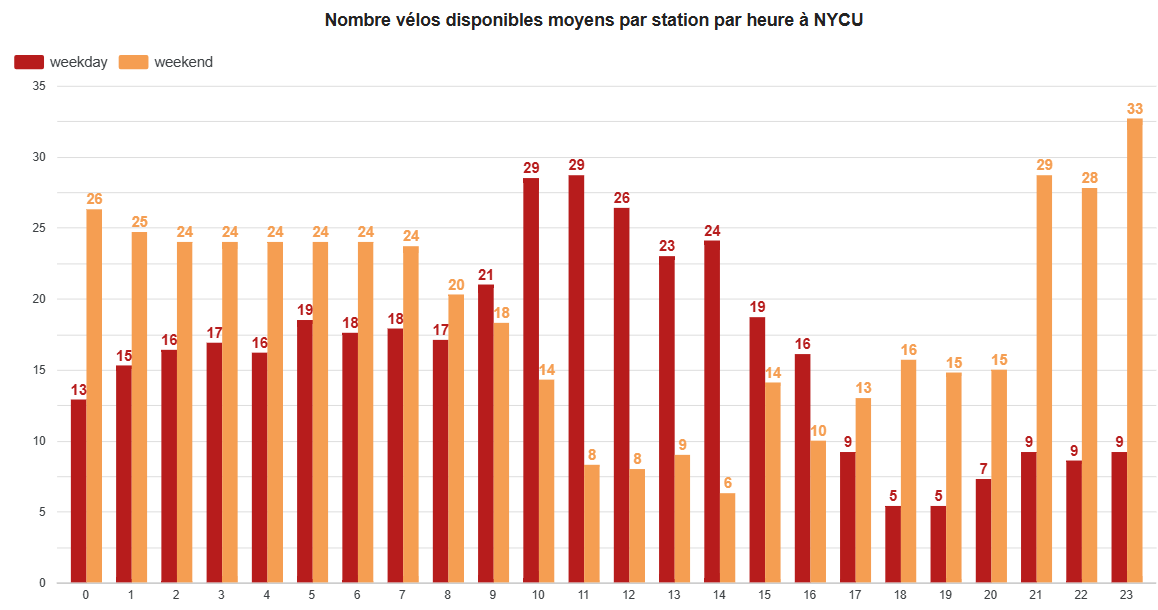 Nombre vélos disponibles moyens par station par heure à NYCU
weekday weekend
35
30
25
20
15
10
5
0
13 26 15 25 16 24 17 24 16 24 19 24 18 24 18 24 17 20 21 18 29 14 29 8 26 8 23 9 24 6 19 14 16 10 9 13 5 16 5 15 7 15 9 29 9 28 9 33
0 1 2 3 4 5 6 7 8 9 10 11 12 13 14 15 16 17 18 19 20 21 22 23